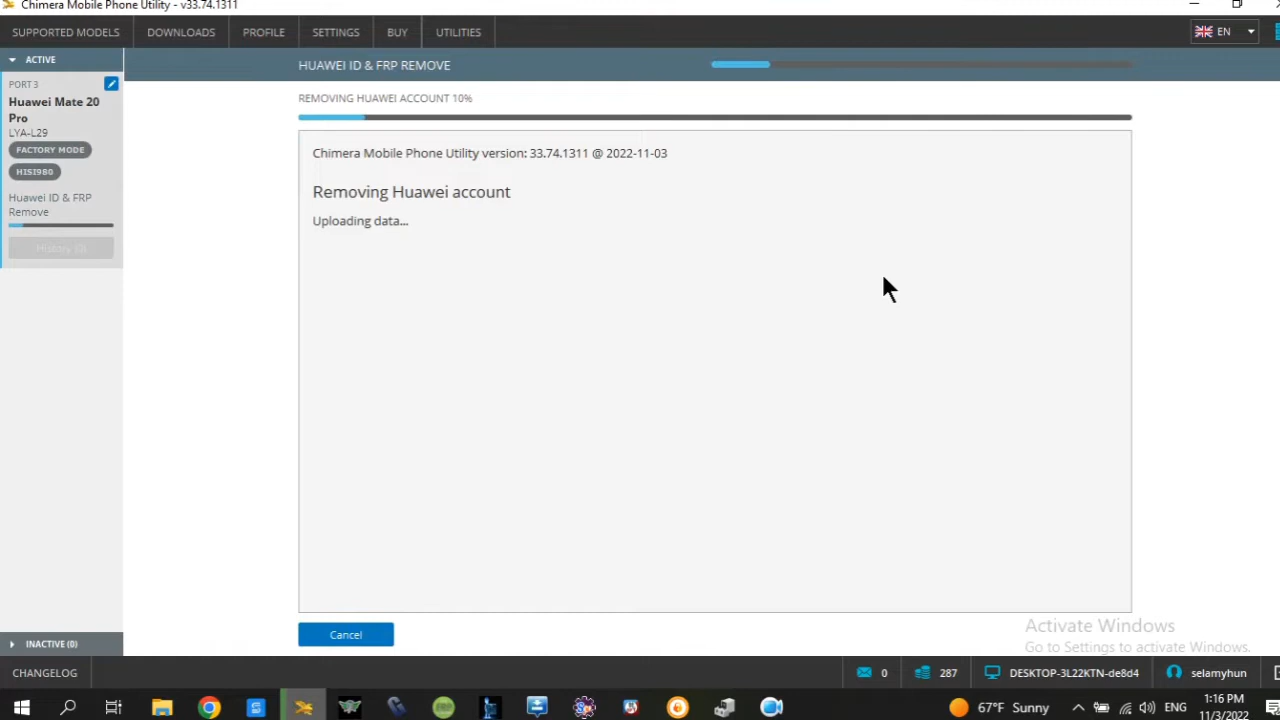 Chimera Mobile Phone Utility - v33.74.1311
SUPPORTED MODELS DOWNLOADS PROFILE SETTINGS BUY UTILITIES EN
ACTIVE
HUAWEI ID & FRP REMOVE
PORT 3
Huawei Mate 20
Pro
LYA-L29
FACTORY MODE
HISI980
Huawei ID & FRP
Remove
History (0)
REMOVING HUAWEI ACCOUNT 10%
Chimera Mobile Phone Utility version: 33.74.1311 @ 2022-11-03
Removing Huawei account
Uploading data...
Cancel
Activate Windows
Go to Settings to activate Windows.
INACTIVE (0)
CHANGELOG 0 287 DESKTOP-3L22KTN-de8d4 selamyhun
67°F Sunny ENG 1:16 PM
11/3/2022